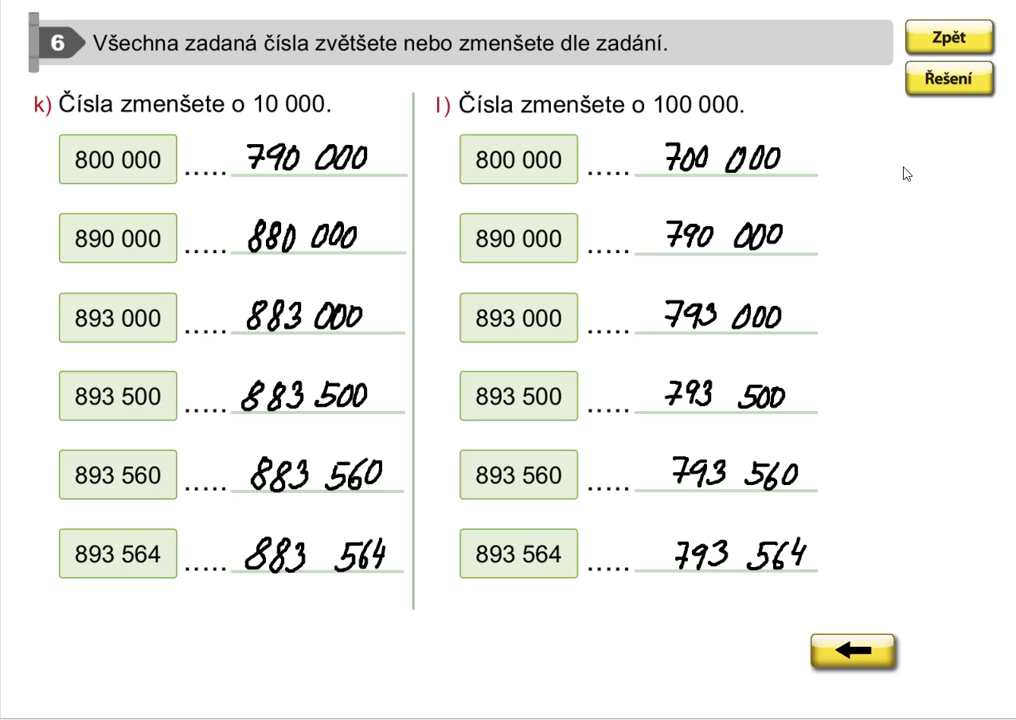 6 Všechna zadaná čísla zvětšete nebo zmenšete dle zadání.
Zpět
Řešení
k) Čísla zmenšete o 10 000.
800 000 ..... 790 000
890 000 ..... 880 000
893 000 ..... 883 000
893 500 ..... 883 500
893 560 ..... 883 560
893 564 ..... 883 564
l) Čísla zmenšete o 100 000.
800 000 ..... 700 000
890 000 ..... 790 000
893 000 ..... 793 000
893 500 ..... 793 500
893 560 ..... 793 560
893 564 ..... 793 564